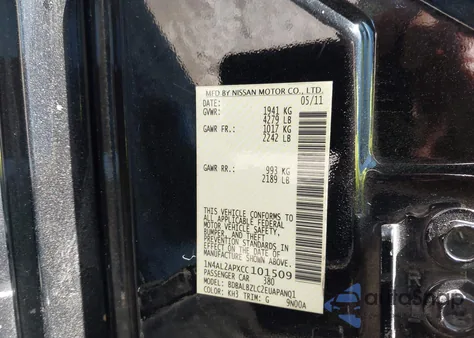 MFD BY NISSAN MOTOR CO., LTD.
DATE: 05/11
GVWR: 1941 KG
4279 LB
GAWR FR.: 1017 KG
2242 LB
GAWR RR.: 993 KG
2189 LB
THIS VEHICLE CONFORMS TO
ALL APPLICABLE FEDERAL
MOTOR VEHICLE SAFETY,
BUMPER, AND THEFT
PREVENTION STANDARDS IN
EFFECT ON THE DATE OF
MANUFACTURE SHOWN ABOVE.
1N4AL2APXCC101509
PASSENGER CAR 380
MODEL: BDBALBZLC2EUAPANQ1
COLOR: KH3 TRIM: G 9N00A
AutoSnap